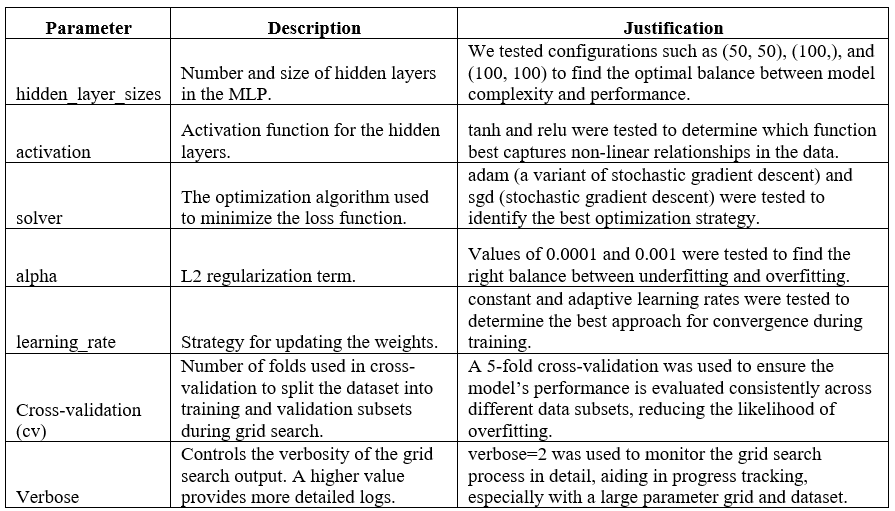 Parameter Description Justification
hidden_layer_sizes
Number and size of hidden layers
in the MLP.
We tested configurations such as (50, 50), (100,), and
(100, 100) to find the optimal balance between model
complexity and performance.
activation
Activation function for the hidden
layers.
tanh and relu were tested to determine which function
best captures non-linear relationships in the data.
solver
The optimization algorithm used
to minimize the loss function.
adam (a variant of stochastic gradient descent) and
sgd (stochastic gradient descent) were tested to
identify the best optimization strategy.
alpha
L2 regularization term.
Values of 0.0001 and 0.001 were tested to find the
right balance between underfitting and overfitting.
learning_rate
Strategy for updating the weights.
constant and adaptive learning rates were tested to
determine the best approach for convergence during
training.
Cross-validation
(cv)
Number of folds used in cross-
validation to split the dataset into
training and validation subsets
during grid search.
A 5-fold cross-validation was used to ensure the
model’s performance is evaluated consistently across
different data subsets, reducing the likelihood of
overfitting.
Verbose
Controls the verbosity of the grid
search output. A higher value
provides more detailed logs.
verbose=2 was used to monitor the grid search
process in detail, aiding in progress tracking,
especially with a large parameter grid and dataset.